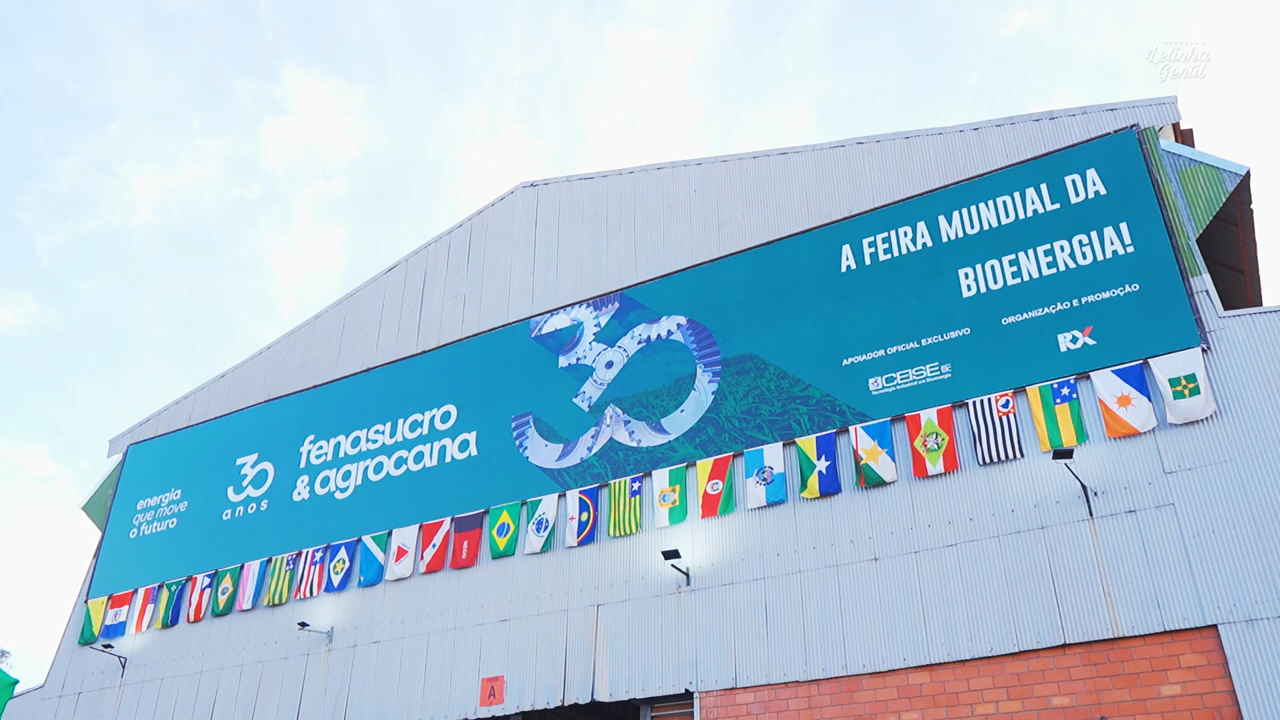 Letinha
Gentil
A FEIRA MUNDIAL DA
BIOENERGIA!
APOIADOR OFICIAL EXCLUSIVO
CEISE Br
ORGANIZAÇÃO E PROMOÇÃO
RX
30
fenasucro
& agrocana
30
anos
energia
que move
o futuro
NEGO
A